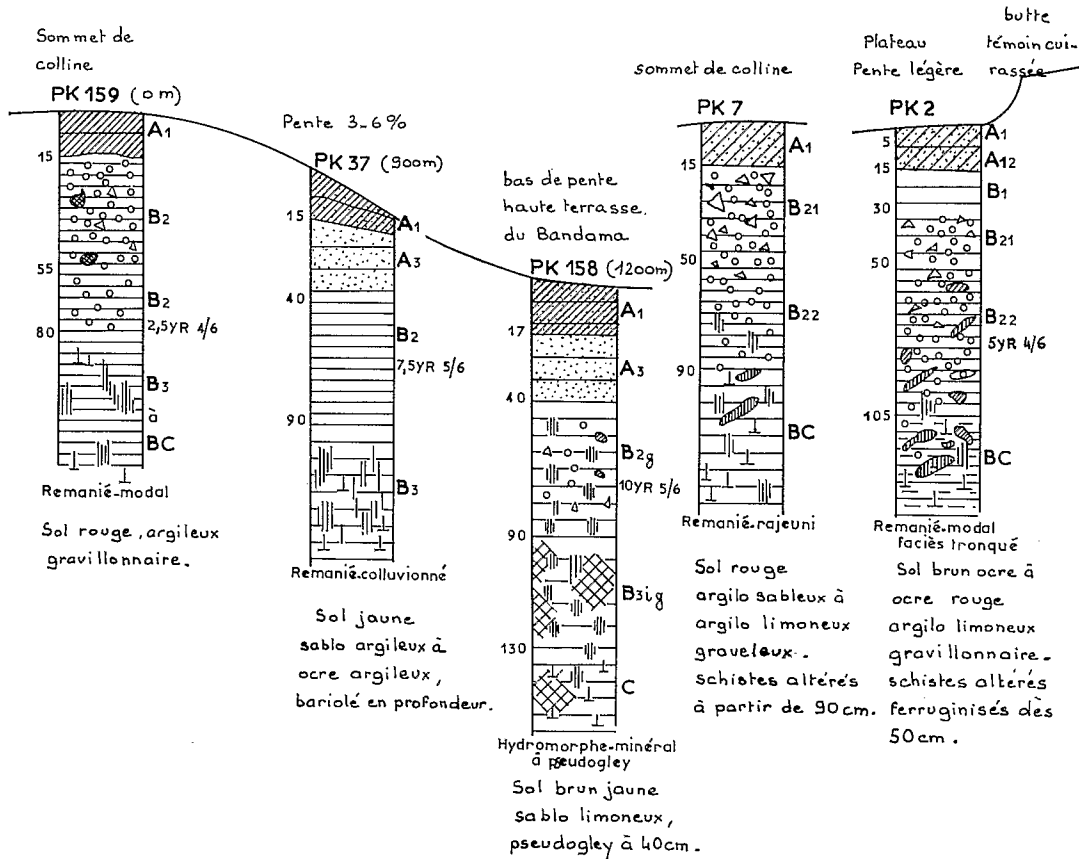 Sommet de
colline
PK 159 (0 m)
A1
15
B2
55
B2
2,5YR 4/6
80
B3
à
BC
Remanié-modal
Sol rouge, argileux
gravillonnaire.
Pente 3-6%
PK 37 (900m)
15
A1
A3
40
B2
7,5YR 5/6
90
B3
Remanié-colluvionné
Sol jaune
sablo argileux à
ocre argileux,
bariolé en profondeur.
bas de pente
haute terrasse.
du Bandama
PK 158 (1200m)
A1
17
A3
40
B2g
10YR 5/6
90
B3ig
130
C
Hydromorphe-minéral
à pseudogley
Sol brun jaune
sablo limoneux,
pseudogley à 40cm.
sommet de colline
PK 7
A1
15
B21
50
B22
90
BC
Remanié-rajeuni
Sol rouge
argilo sableux à
argilo limoneux
graveleux.
schistes altérés
à partir de 90cm.
butte
témoin cui-
rassée
Plateau
Pente légère
PK 2
A1
5
A12
15
B1
30
B21
50
B22
5YR 4/6
105
BC
Remanié-modal
faciès tronqué
Sol brun ocre à
ocre rouge
argilo limoneux
gravillonnaire.
schistes altérés
ferruginisés dès
50cm.